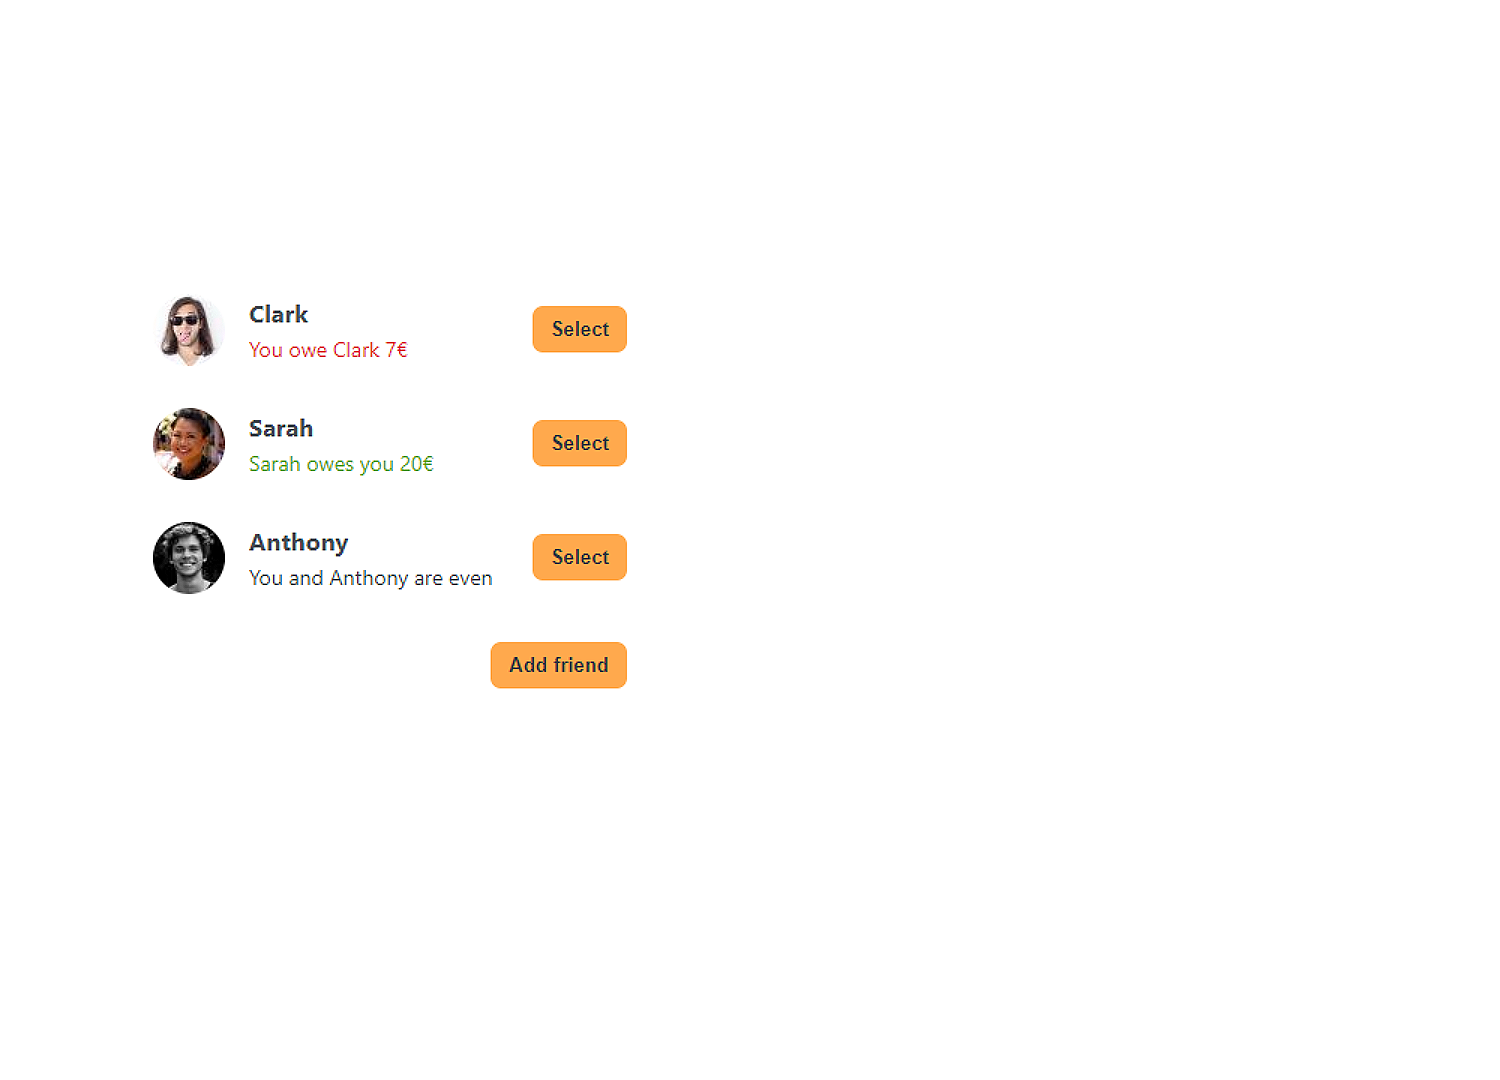 Clark
You owe Clark 7€
Select
Sarah
Sarah owes you 20€
Select
Anthony
You and Anthony are even
Select
Add friend